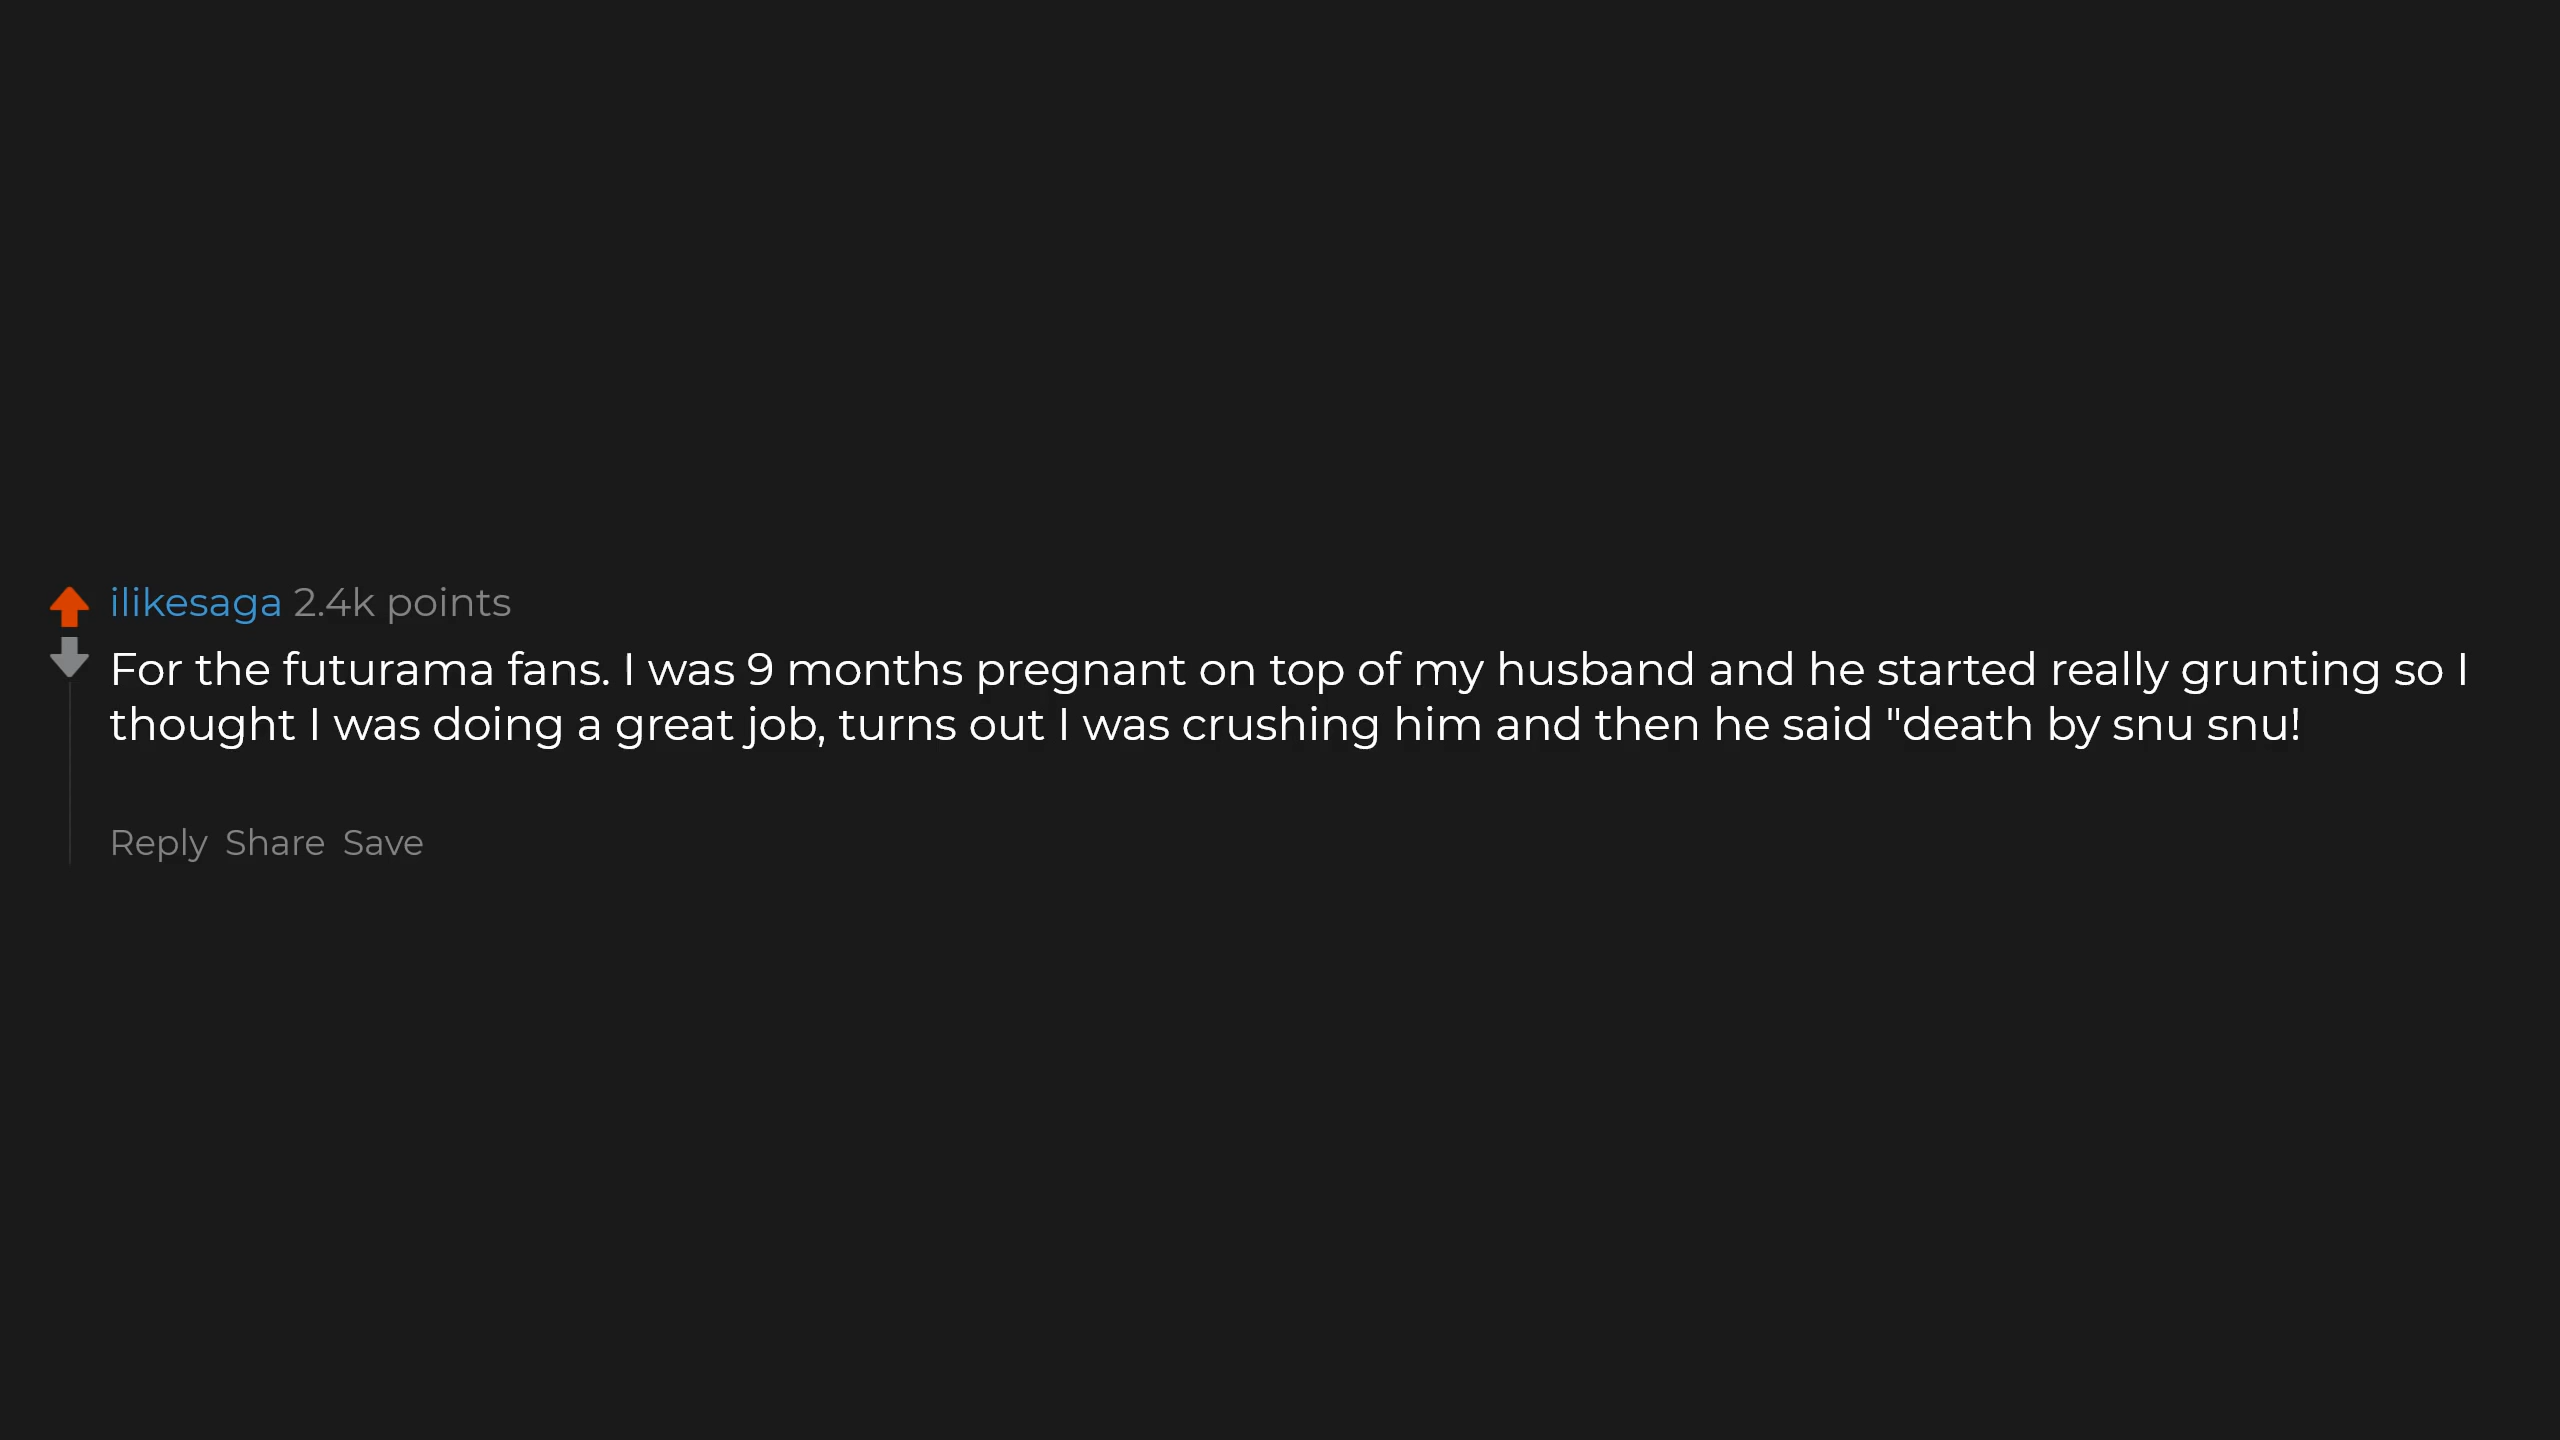 ilikesaga 2.4k points
For the futurama fans. I was 9 months pregnant on top of my husband and he started really grunting so I
thought I was doing a great job, turns out I was crushing him and then he said "death by snu snu!
Reply Share Save